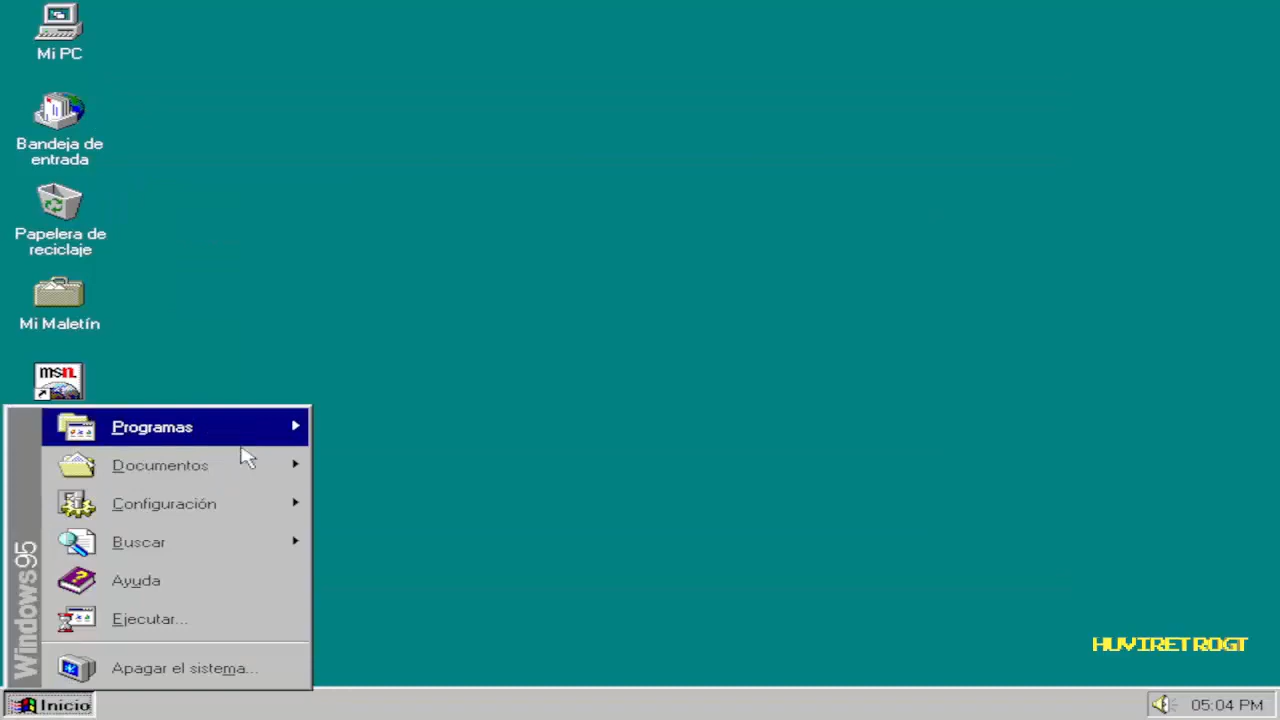 Mi PC
Bandeja de
entrada
Papelera de
reciclaje
Mi Maletín
msn
Programas
Documentos
Configuración
Buscar
Ayuda
Ejecutar...
Apagar el sistema...
Windows95
HUVIRETROGT
Inicio
05:04 PM